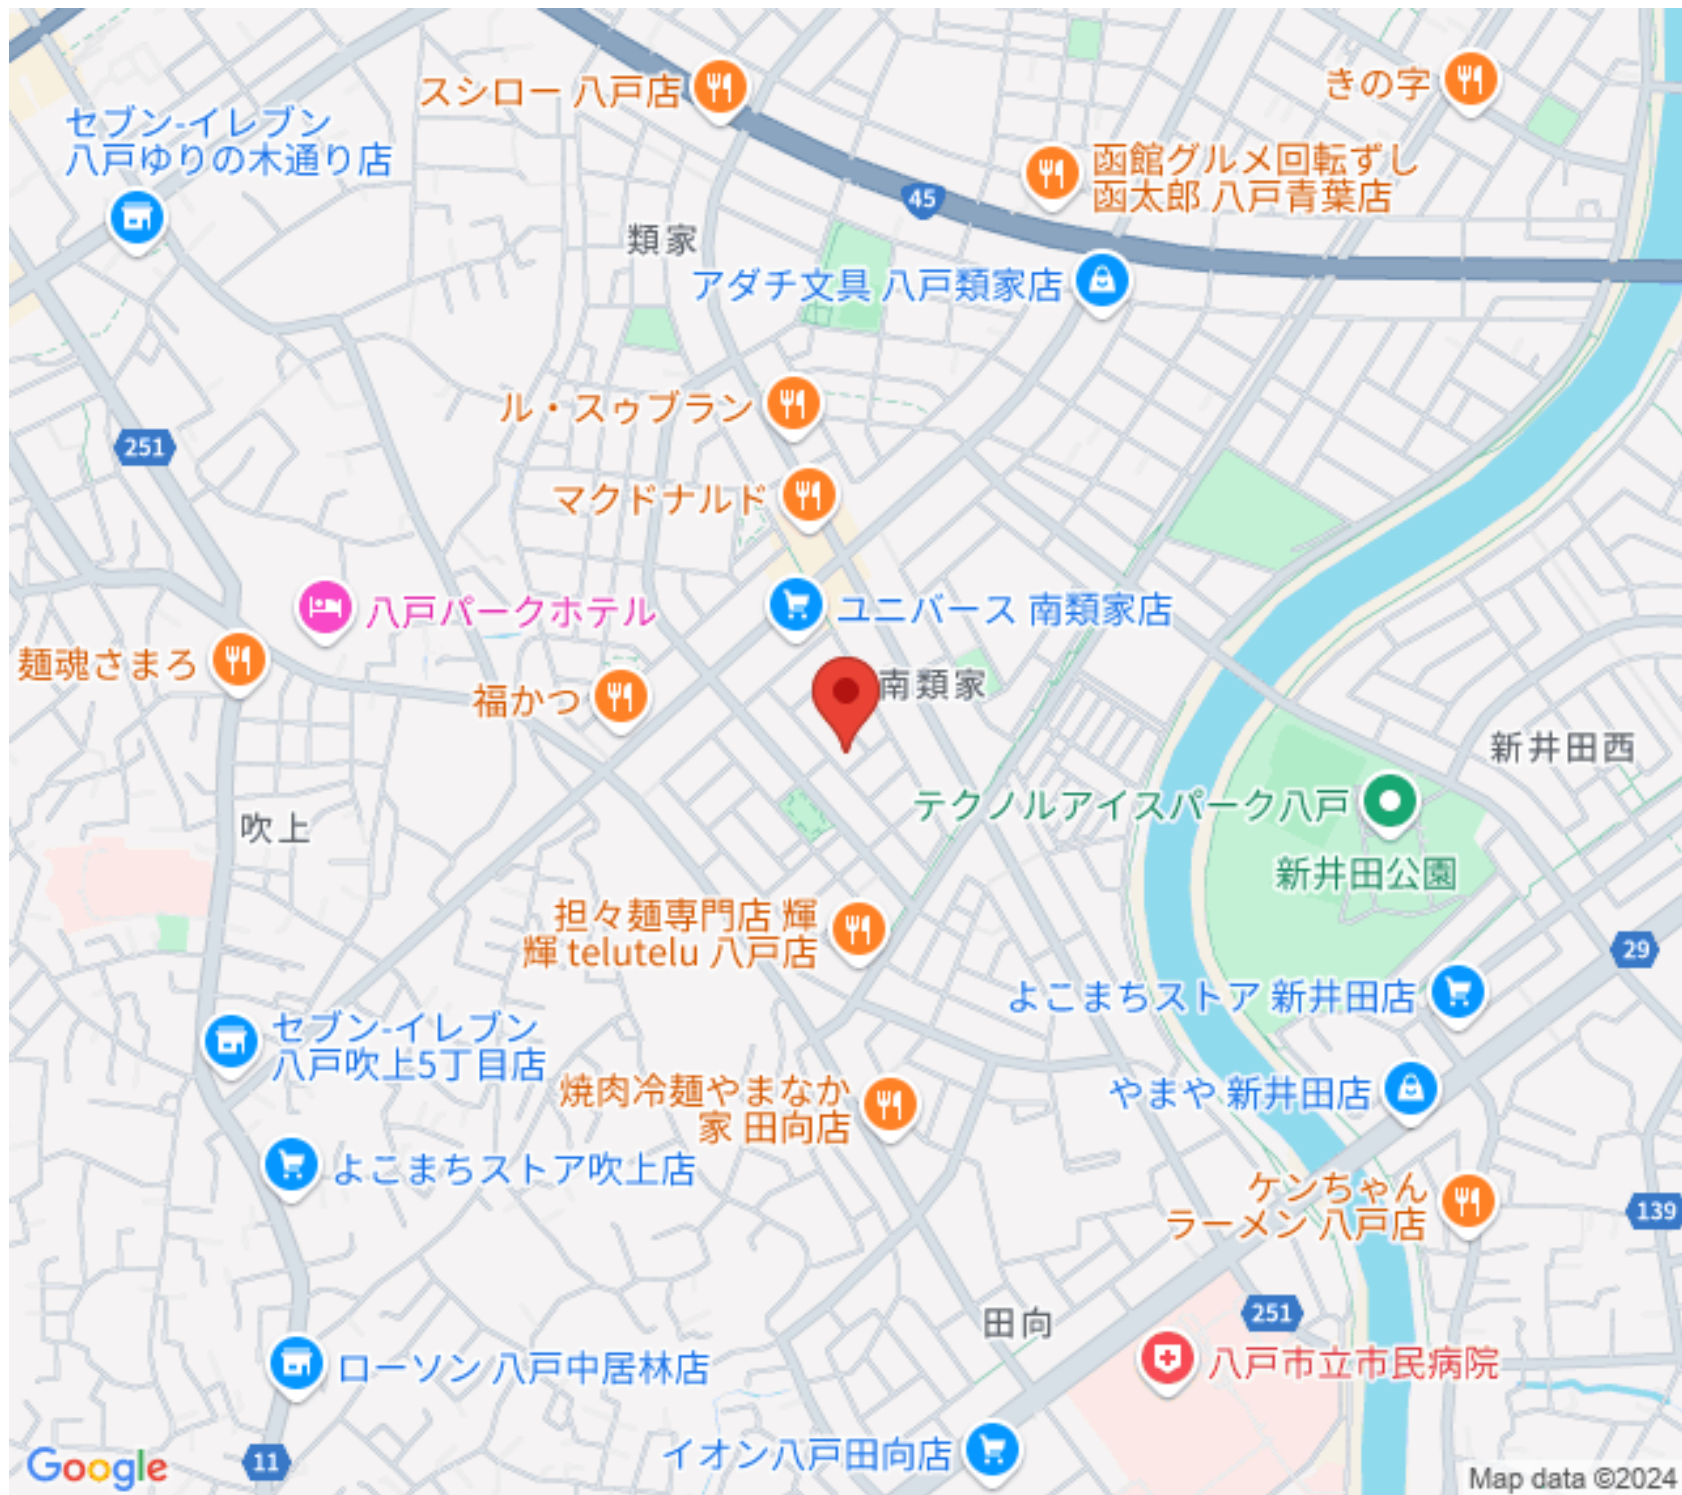 スシロー 八戸店
きの字
セブン-イレブン
八戸ゆりの木通り店
函館グルメ回転ずし
函太郎 八戸青葉店
45
類家
アダチ文具 八戸類家店
ル・スゥブラン
251
マクドナルド
八戸パークホテル
ユニバース 南類家店
麺魂さまろ
福かつ
南類家
新井田西
テクノルアイスパーク八戸
吹上
新井田公園
担々麺専門店 輝
輝 telutelu 八戸店
29
よこまちストア 新井田店
セブン-イレブン
八戸吹上5丁目店
焼肉冷麺やまなか
家 田向店
やまや 新井田店
よこまちストア吹上店
ケンちゃん
ラーメン 八戸店
139
251
田向
八戸市立市民病院
ローソン 八戸中居林店
イオン八戸田向店
11
Google
Map data ©2024